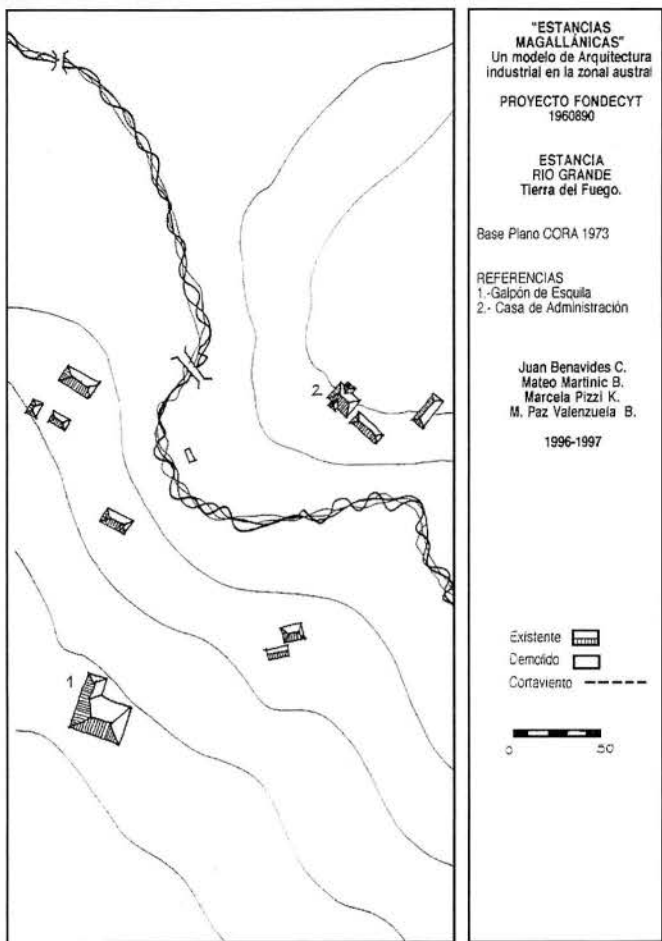 "ESTANCIAS
MAGALLÁNICAS"
Un modelo de Arquitectura
industrial en la zonal austral
PROYECTO FONDECYT
1960890
ESTANCIA
RIO GRANDE
Tierra del Fuego.
Base Plano CORA 1973
REFERENCIAS
1.-Galpón de Esquila
2.- Casa de Administración
Juan Benavides C.
Mateo Martinic B.
Marcela Pizzi K.
M. Paz Valenzuela B.
1996-1997
Existente
Demolido
Cortaviento
0 50
2
1